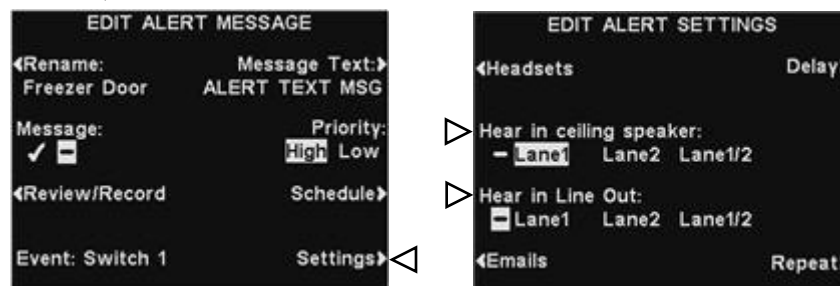 EDIT ALERT MESSAGE
◀Rename: Message Text:▶
Freezer Door ALERT TEXT MSG
Message: Priority:
✓ – High Low
◀Review/Record Schedule▶
Event: Switch 1 Settings▶
EDIT ALERT SETTINGS
◀Headsets Delay
Hear in ceiling speaker:
– Lane1 Lane2 Lane1/2
Hear in Line Out:
– Lane1 Lane2 Lane1/2
◀Emails Repeat